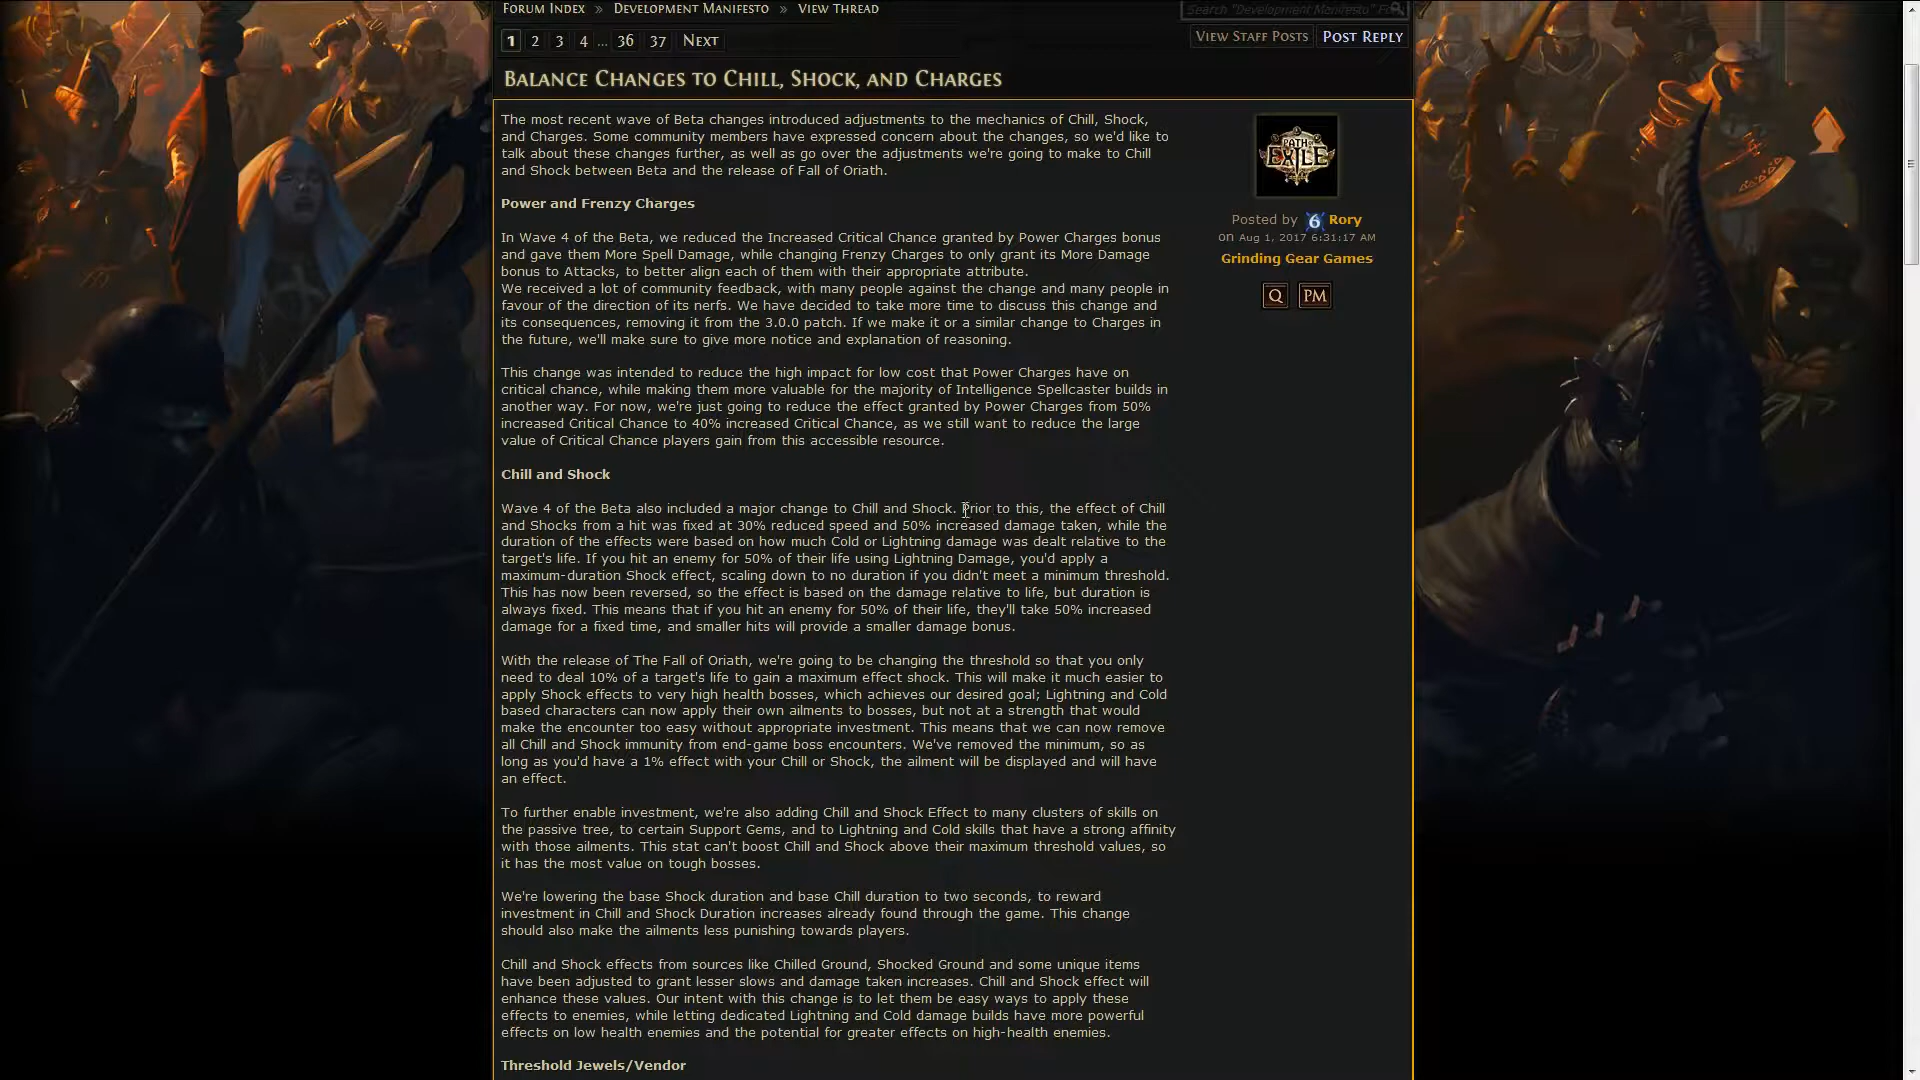 Forum Index » Development Manifesto » View Thread
Search "Development Manifesto" Fo
1 2 3 4 ... 36 37 Next
View Staff Posts Post Reply
Balance Changes to Chill, Shock, and Charges
The most recent wave of Beta changes introduced adjustments to the mechanics of Chill, Shock,
and Charges. Some community members have expressed concern about the changes, so we'd like to
talk about these changes further, as well as go over the adjustments we're going to make to Chill
and Shock between Beta and the release of Fall of Oriath.
PATH OF EXILE
Posted by 6 Rory
on Aug 1, 2017 6:31:17 AM
Grinding Gear Games
Q PM
Power and Frenzy Charges
In Wave 4 of the Beta, we reduced the Increased Critical Chance granted by Power Charges bonus
and gave them More Spell Damage, while changing Frenzy Charges to only grant its More Damage
bonus to Attacks, to better align each of them with their appropriate attribute.
We received a lot of community feedback, with many people against the change and many people in
favour of the direction of its nerfs. We have decided to take more time to discuss this change and
its consequences, removing it from the 3.0.0 patch. If we make it or a similar change to Charges in
the future, we'll make sure to give more notice and explanation of reasoning.
This change was intended to reduce the high impact for low cost that Power Charges have on
critical chance, while making them more valuable for the majority of Intelligence Spellcaster builds in
another way. For now, we're just going to reduce the effect granted by Power Charges from 50%
increased Critical Chance to 40% increased Critical Chance, as we still want to reduce the large
value of Critical Chance players gain from this accessible resource.
Chill and Shock
Wave 4 of the Beta also included a major change to Chill and Shock. Prior to this, the effect of Chill
and Shocks from a hit was fixed at 30% reduced speed and 50% increased damage taken, while the
duration of the effects were based on how much Cold or Lightning damage was dealt relative to the
target's life. If you hit an enemy for 50% of their life using Lightning Damage, you'd apply a
maximum-duration Shock effect, scaling down to no duration if you didn't meet a minimum threshold.
This has now been reversed, so the effect is based on the damage relative to life, but duration is
always fixed. This means that if you hit an enemy for 50% of their life, they'll take 50% increased
damage for a fixed time, and smaller hits will provide a smaller damage bonus.
With the release of The Fall of Oriath, we're going to be changing the threshold so that you only
need to deal 10% of a target's life to gain a maximum effect shock. This will make it much easier to
apply Shock effects to very high health bosses, which achieves our desired goal; Lightning and Cold
based characters can now apply their own ailments to bosses, but not at a strength that would
make the encounter too easy without appropriate investment. This means that we can now remove
all Chill and Shock immunity from end-game boss encounters. We've removed the minimum, so as
long as you'd have a 1% effect with your Chill or Shock, the ailment will be displayed and will have
an effect.
To further enable investment, we're also adding Chill and Shock Effect to many clusters of skills on
the passive tree, to certain Support Gems, and to Lightning and Cold skills that have a strong affinity
with those ailments. This stat can't boost Chill and Shock above their maximum threshold values, so
it has the most value on tough bosses.
We're lowering the base Shock duration and base Chill duration to two seconds, to reward
investment in Chill and Shock Duration increases already found through the game. This change
should also make the ailments less punishing towards players.
Chill and Shock effects from sources like Chilled Ground, Shocked Ground and some unique items
have been adjusted to grant lesser slows and damage taken increases. Chill and Shock effect will
enhance these values. Our intent with this change is to let them be easy ways to apply these
effects to enemies, while letting dedicated Lightning and Cold damage builds have more powerful
effects on low health enemies and the potential for greater effects on high-health enemies.
Threshold Jewels/Vendor